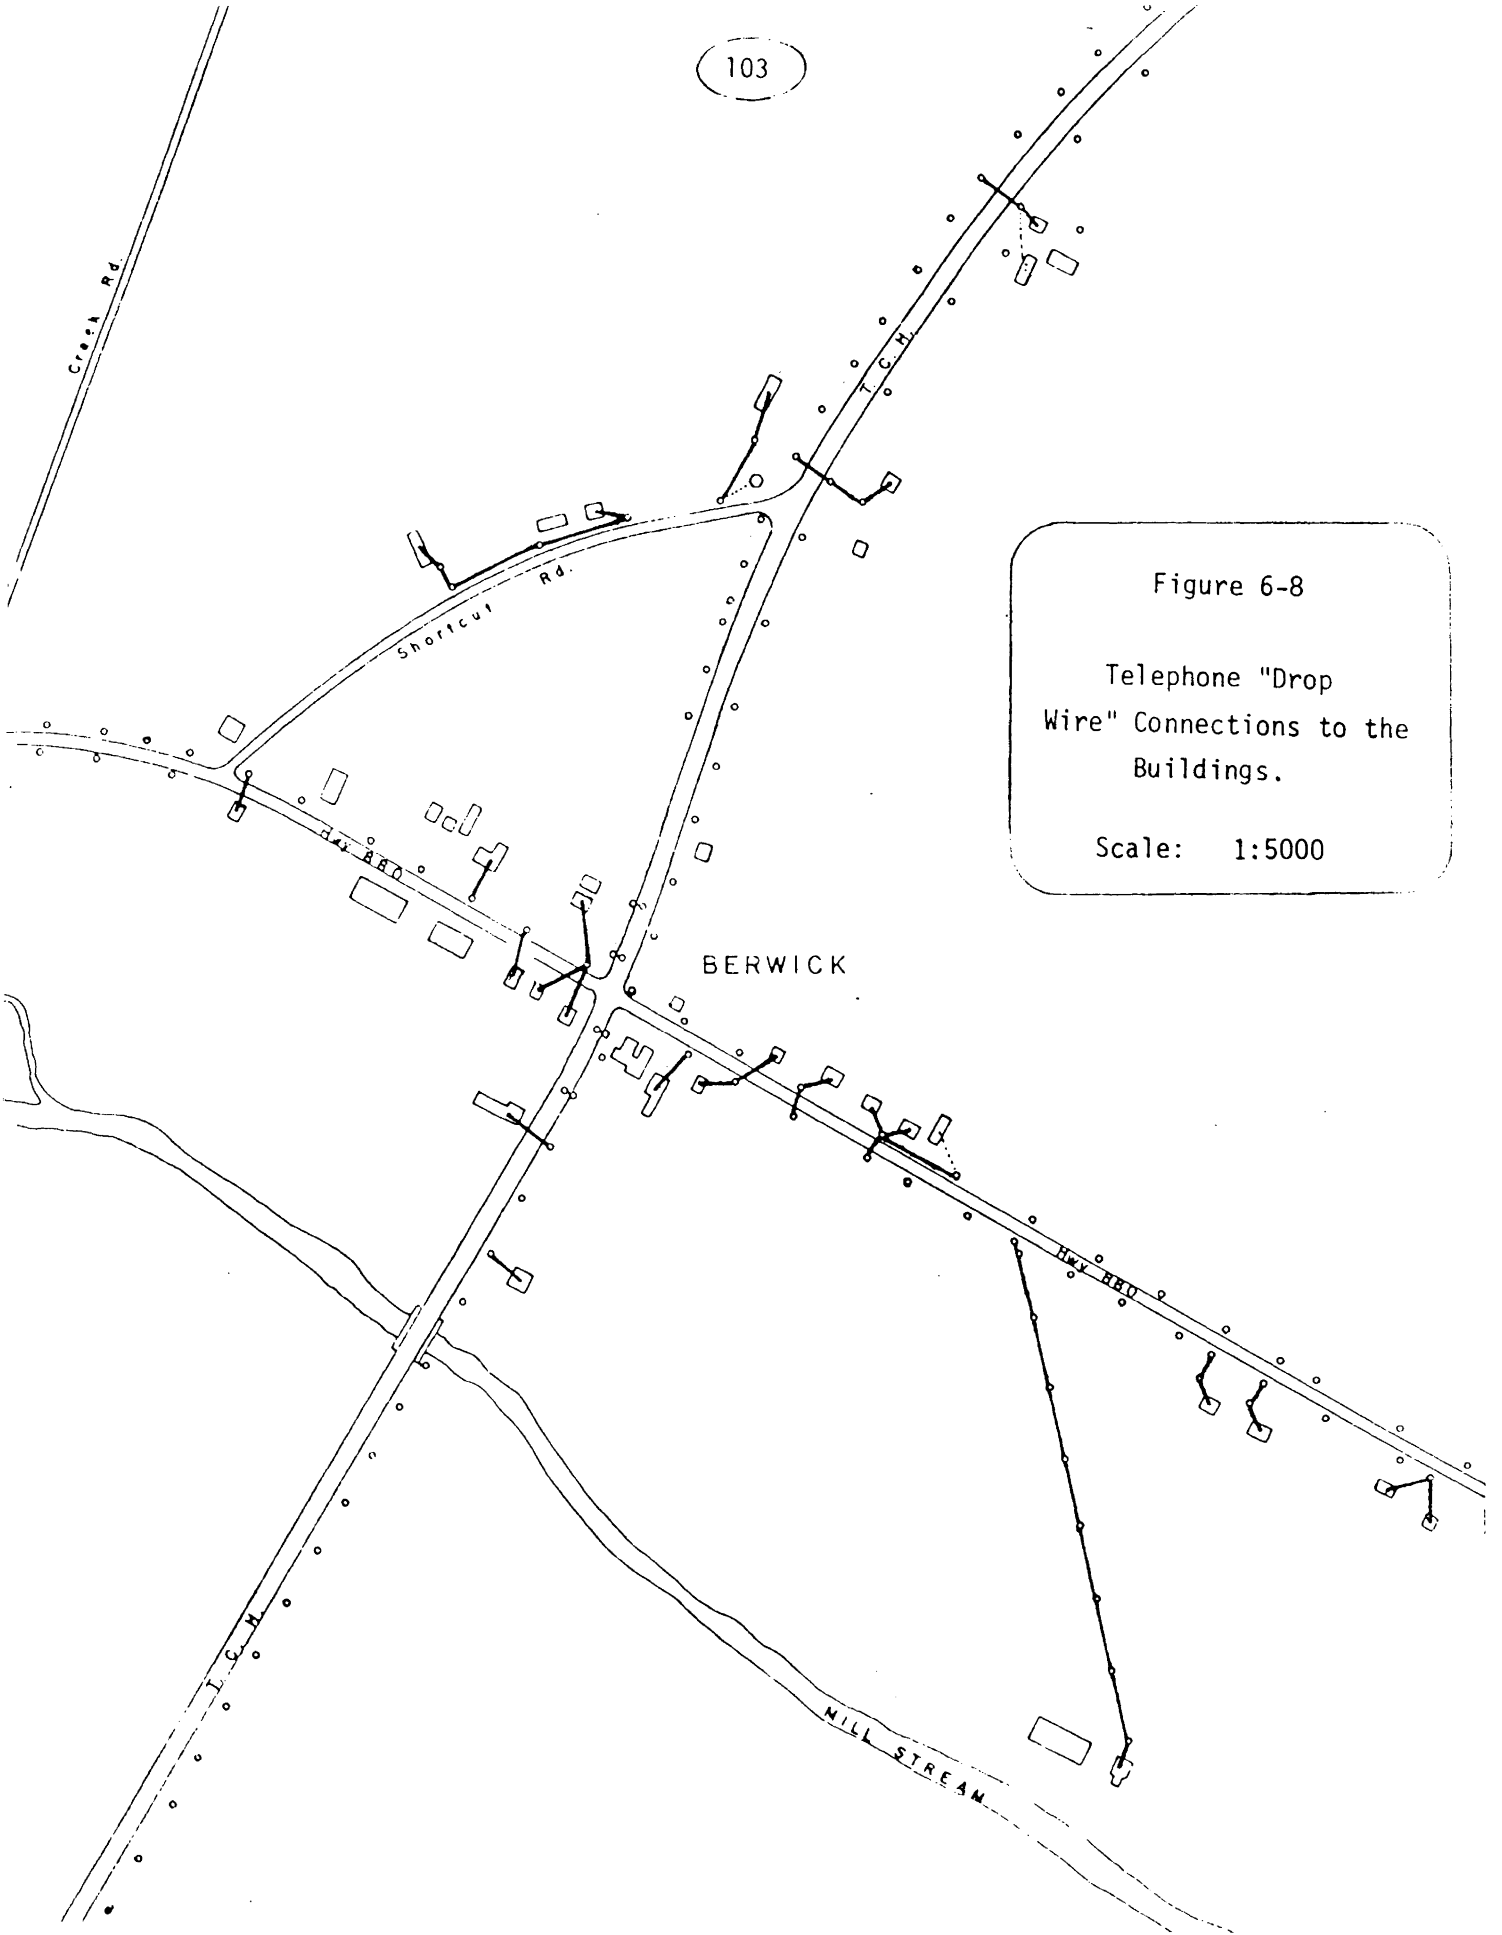 103
Creek Rd.
T. C. H.
Shortcut Rd.
Figure 6-8
Telephone "Drop
Wire" Connections to the
Buildings.
Scale: 1:5000
Hwy 880
BERWICK
Hwy 880
T. C. H.
MILL STREAM